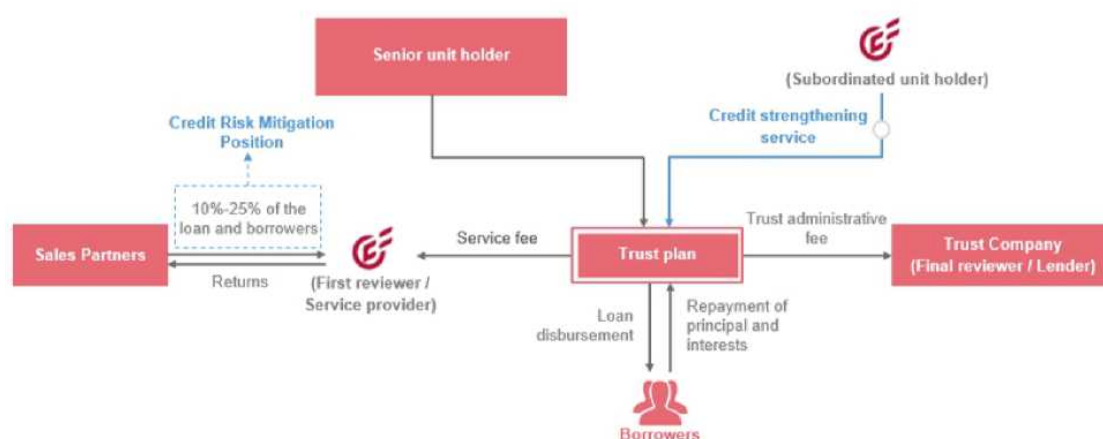 Senior unit holder
(Subordinated unit holder)
Credit Risk Mitigation
Position
Credit strengthening
service
10%-25% of the
loan and borrowers
Sales Partners
Returns
(First reviewer /
Service provider)
Service fee
Trust plan
Trust administrative
fee
Trust Company
(Final reviewer / Lender)
Loan
disbursement
Repayment of
principal and
interests
Borrowers